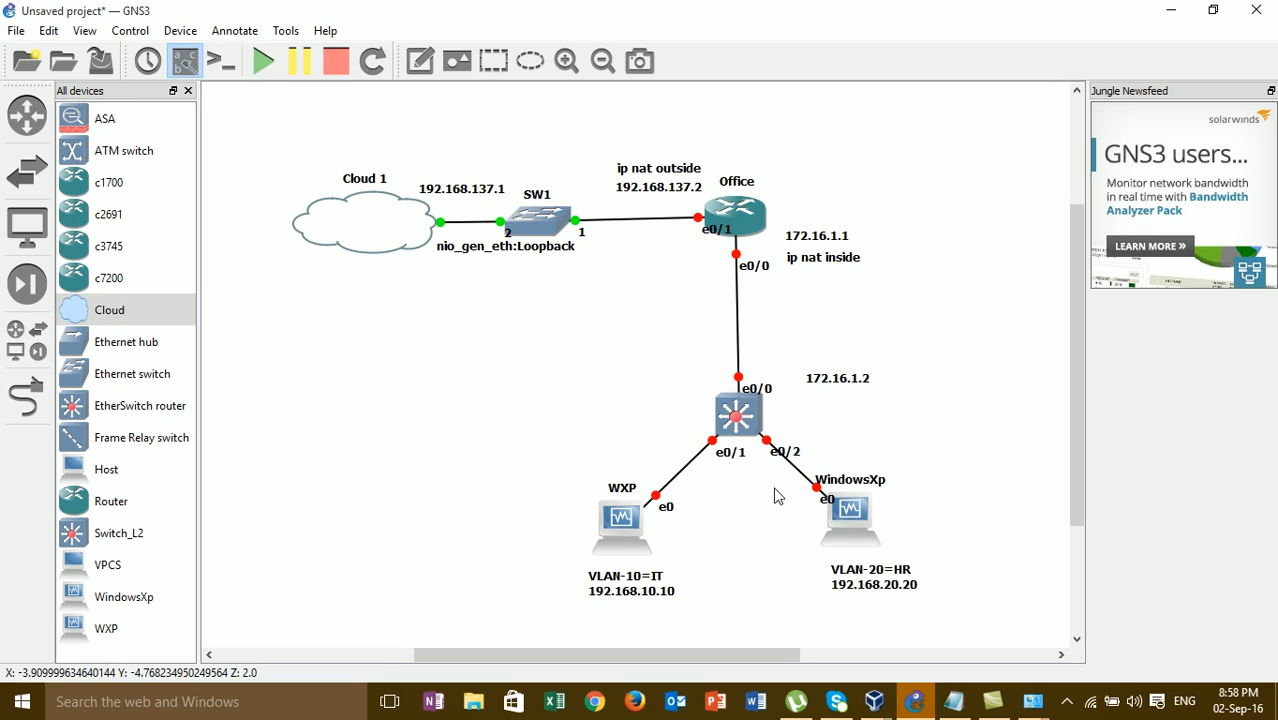 Unsaved project* — GNS3
File Edit View Control Device Annotate Tools Help
All devices
ASA
ATM switch
c1700
c2691
c3745
c7200
Cloud
Ethernet hub
Ethernet switch
EtherSwitch router
Frame Relay switch
Host
Router
Switch_L2
VPCS
WindowsXp
WXP
Cloud 1
192.168.137.1
SW1
nio_gen_eth:Loopback
2
1
ip nat outside
192.168.137.2
Office
e0/1
172.16.1.1
ip nat inside
e0/0
172.16.1.2
e0/0
e0/1
e0/2
WXP
e0
WindowsXp
e0
VLAN-10=IT
192.168.10.10
VLAN-20=HR
192.168.20.20
Jungle Newsfeed
solarwinds
GNS3 users...
Monitor network bandwidth
in real time with Bandwidth
Analyzer Pack
LEARN MORE »
X: -3.909999634640144 Y: -4.768234950249564 Z: 2.0
Search the web and Windows
ENG
8:58 PM
02-Sep-16